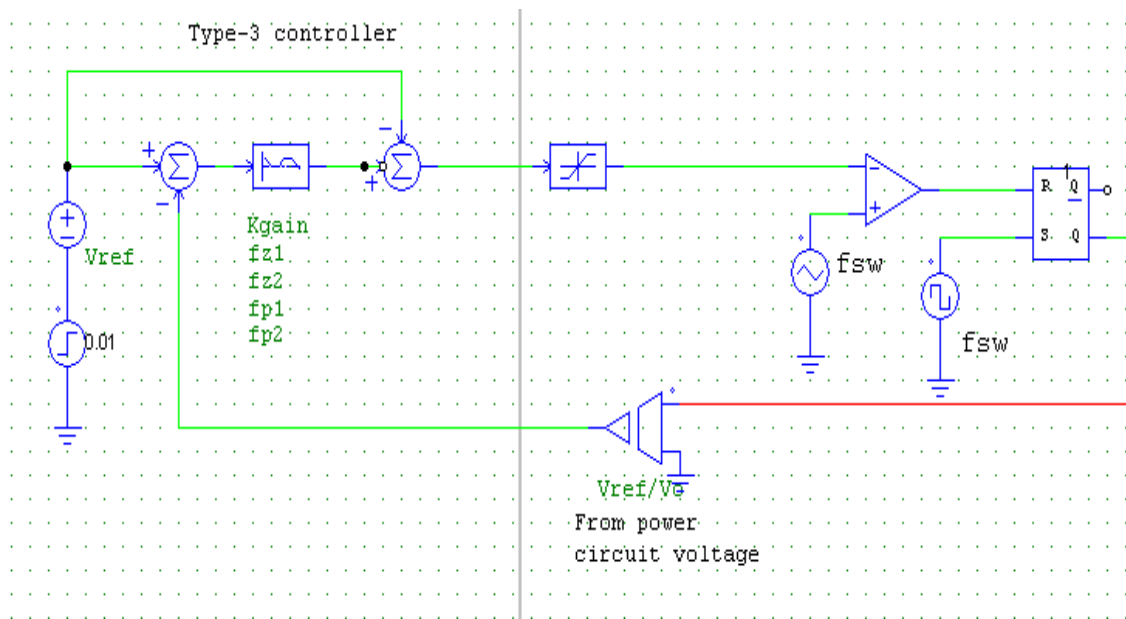 Type-3 controller
Kgain
fz1
fz2
fp1
fp2
Vref
0.01
fsw
fsw
R Q
S Q
1
Vref/Vo
From power
circuit voltage